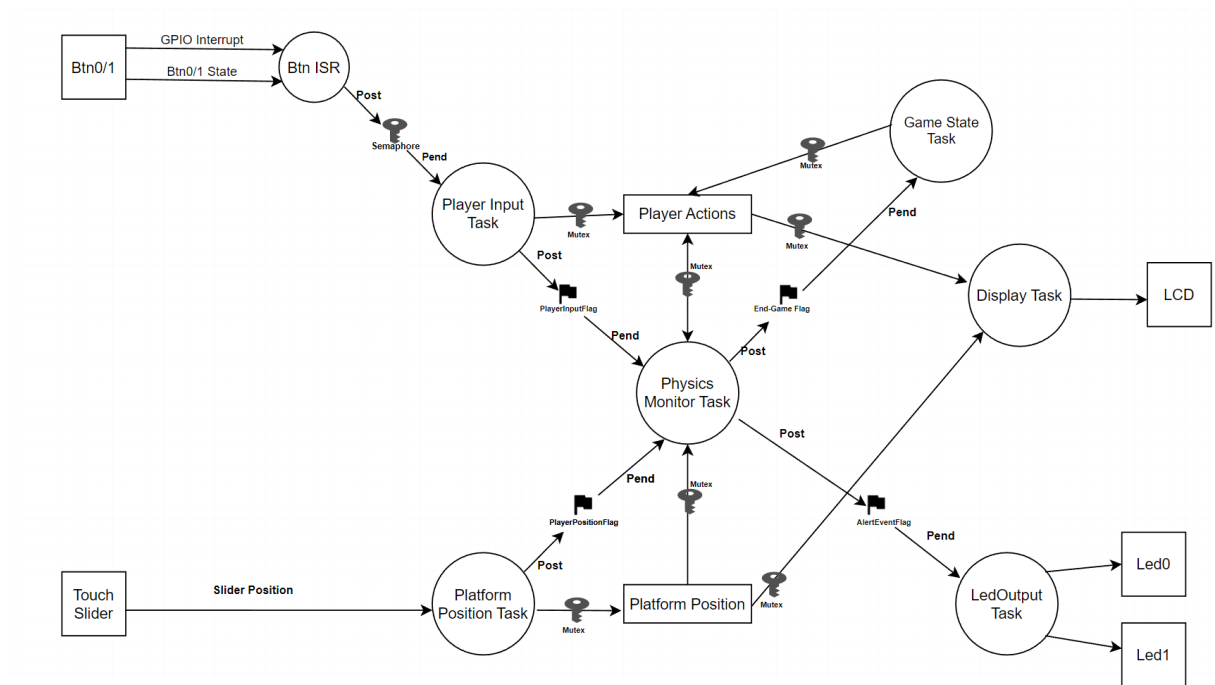 GPIO Interrupt
Btn0/1
Btn0/1 State
Btn ISR
Post
Semaphore
Pend
Game State
Task
Mutex
Player Input
Task
Mutex
Player Actions
Mutex
Pend
Post
PlayerInputFlag
Pend
Mutex
End-Game Flag
Post
Display Task
LCD
Physics
Monitor Task
Post
Pend
PlayerPositionFlag
Post
Mutex
AlertEventFlag
Pend
Touch
Slider
Slider Position
Platform
Position Task
Mutex
Platform Position
Mutex
LedOutput
Task
Led0
Led1